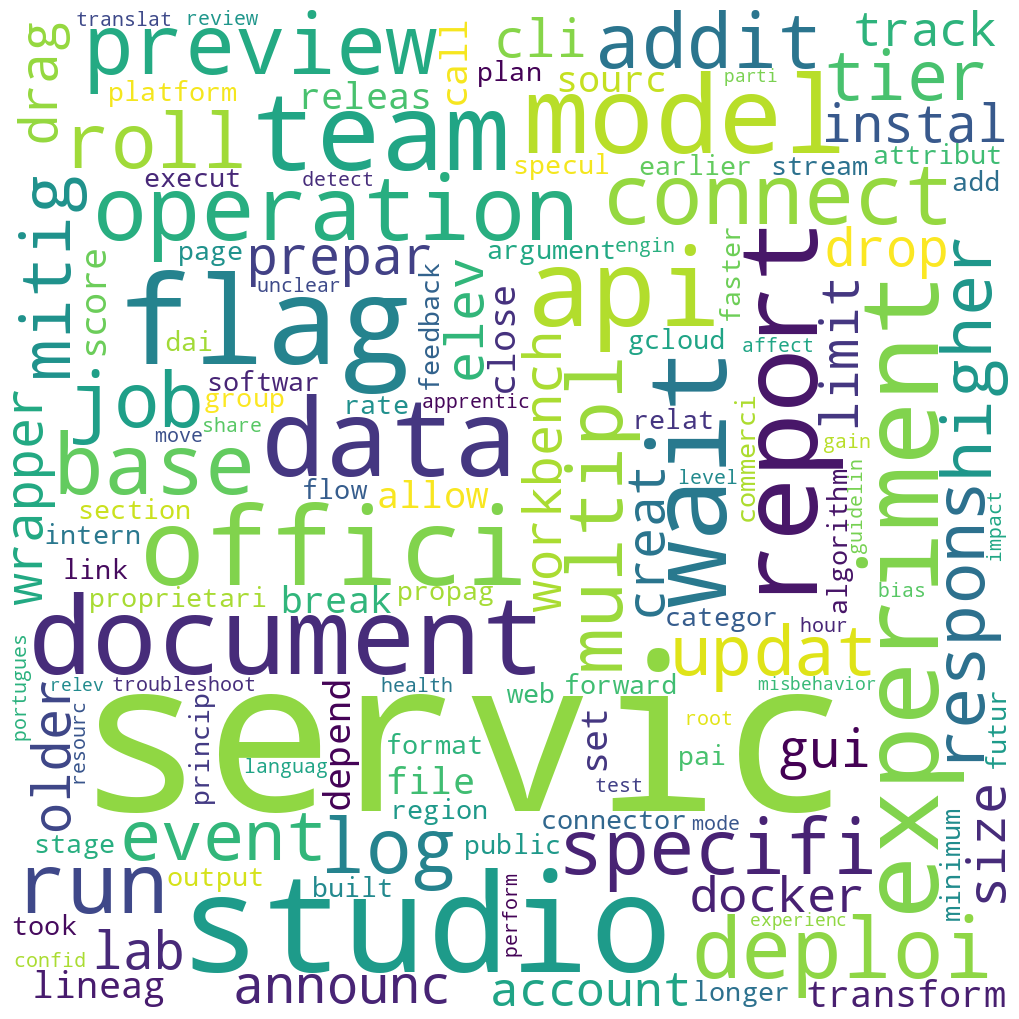 translat
review
preview
call
cli
addit
track
drag
platform
releas
plan
sourc
parti
tier
roll
team
model
instal
execut
detect
specul
earlier
stream
attribut
add
mitig
operation
connect
page
prepar
argument
engin
faster
report
drop
higher
score
flag
unclear
feedback
elev
close
api
gcloud
affect
limit
experiment
dai
softwar
group
job
move
share
rate
apprentic
data
workbench
multipl
relat
wait
creat
level
commerci
gain
algorithm
guidelin
wrapper
base
flow
allow
section
intern
offici
link
proprietari
break
propag
categor
hour
bias
impact
respons
document
updat
portugues
relev
troubleshoot
health
web
forward
misbehavior
older
resourc
princip
servic
languag
depend
format
file
region
set
test
pai
root
gui
futur
size
stage
event
log
public
connector
mode
specifi
minimum
run
output
built
studio
perform
docker
experienc
took
confid
lab
deploi
lineag
announc
account
longer
transform